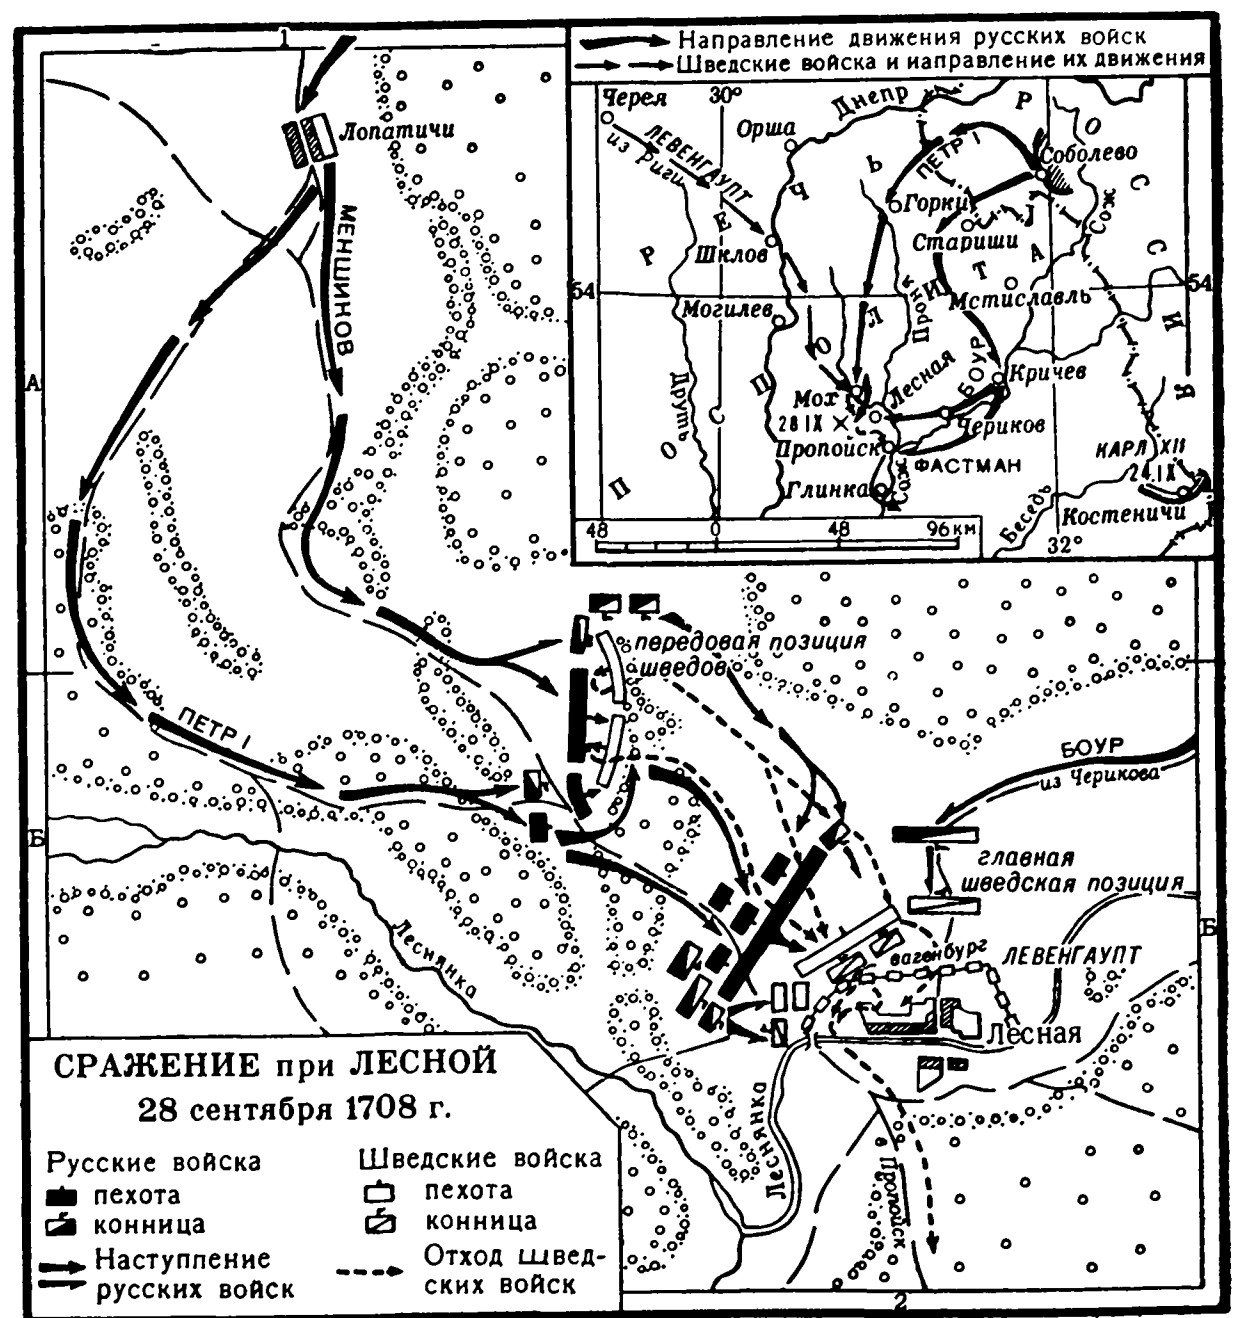 1
Лопатичи
МЕНШИКОВ
А
Направление движения русских войск
Шведские войска и направление их движения
Черея
30°
Днепр
Орша
ЛЕВЕНГАУПТ
из Риги
ПЕТР I
Соболево
Горки
Сож
Стариши
Шклов
54
54
Мстиславль
Могилев
Проня
Друть
Лесная
БОУР
Кричев
Мох
28 IX
Чериков
Пропойск
ФАСТМАН
КАРЛ XII
24.IX
Глинка
Сож
Беседь
Костеничи
РОССИЯ
РЕЧЬ
ПОСПОЛИТАЯ
48 0 48 96 км
32°
передовая позиция
шведов
ПЕТР I
БОУР
из Черикова
Б
главная
шведская позиция
Б
Леснянка
вагенбург
ЛЕВЕНГАУПТ
Лесная
Леснянка
в Пропойск
2
СРАЖЕНИЕ при ЛЕСНОЙ
28 сентября 1708 г.
Русские войска
пехота
конница
Наступление
русских войск
Шведские войска
пехота
конница
Отход швед-
ских войск